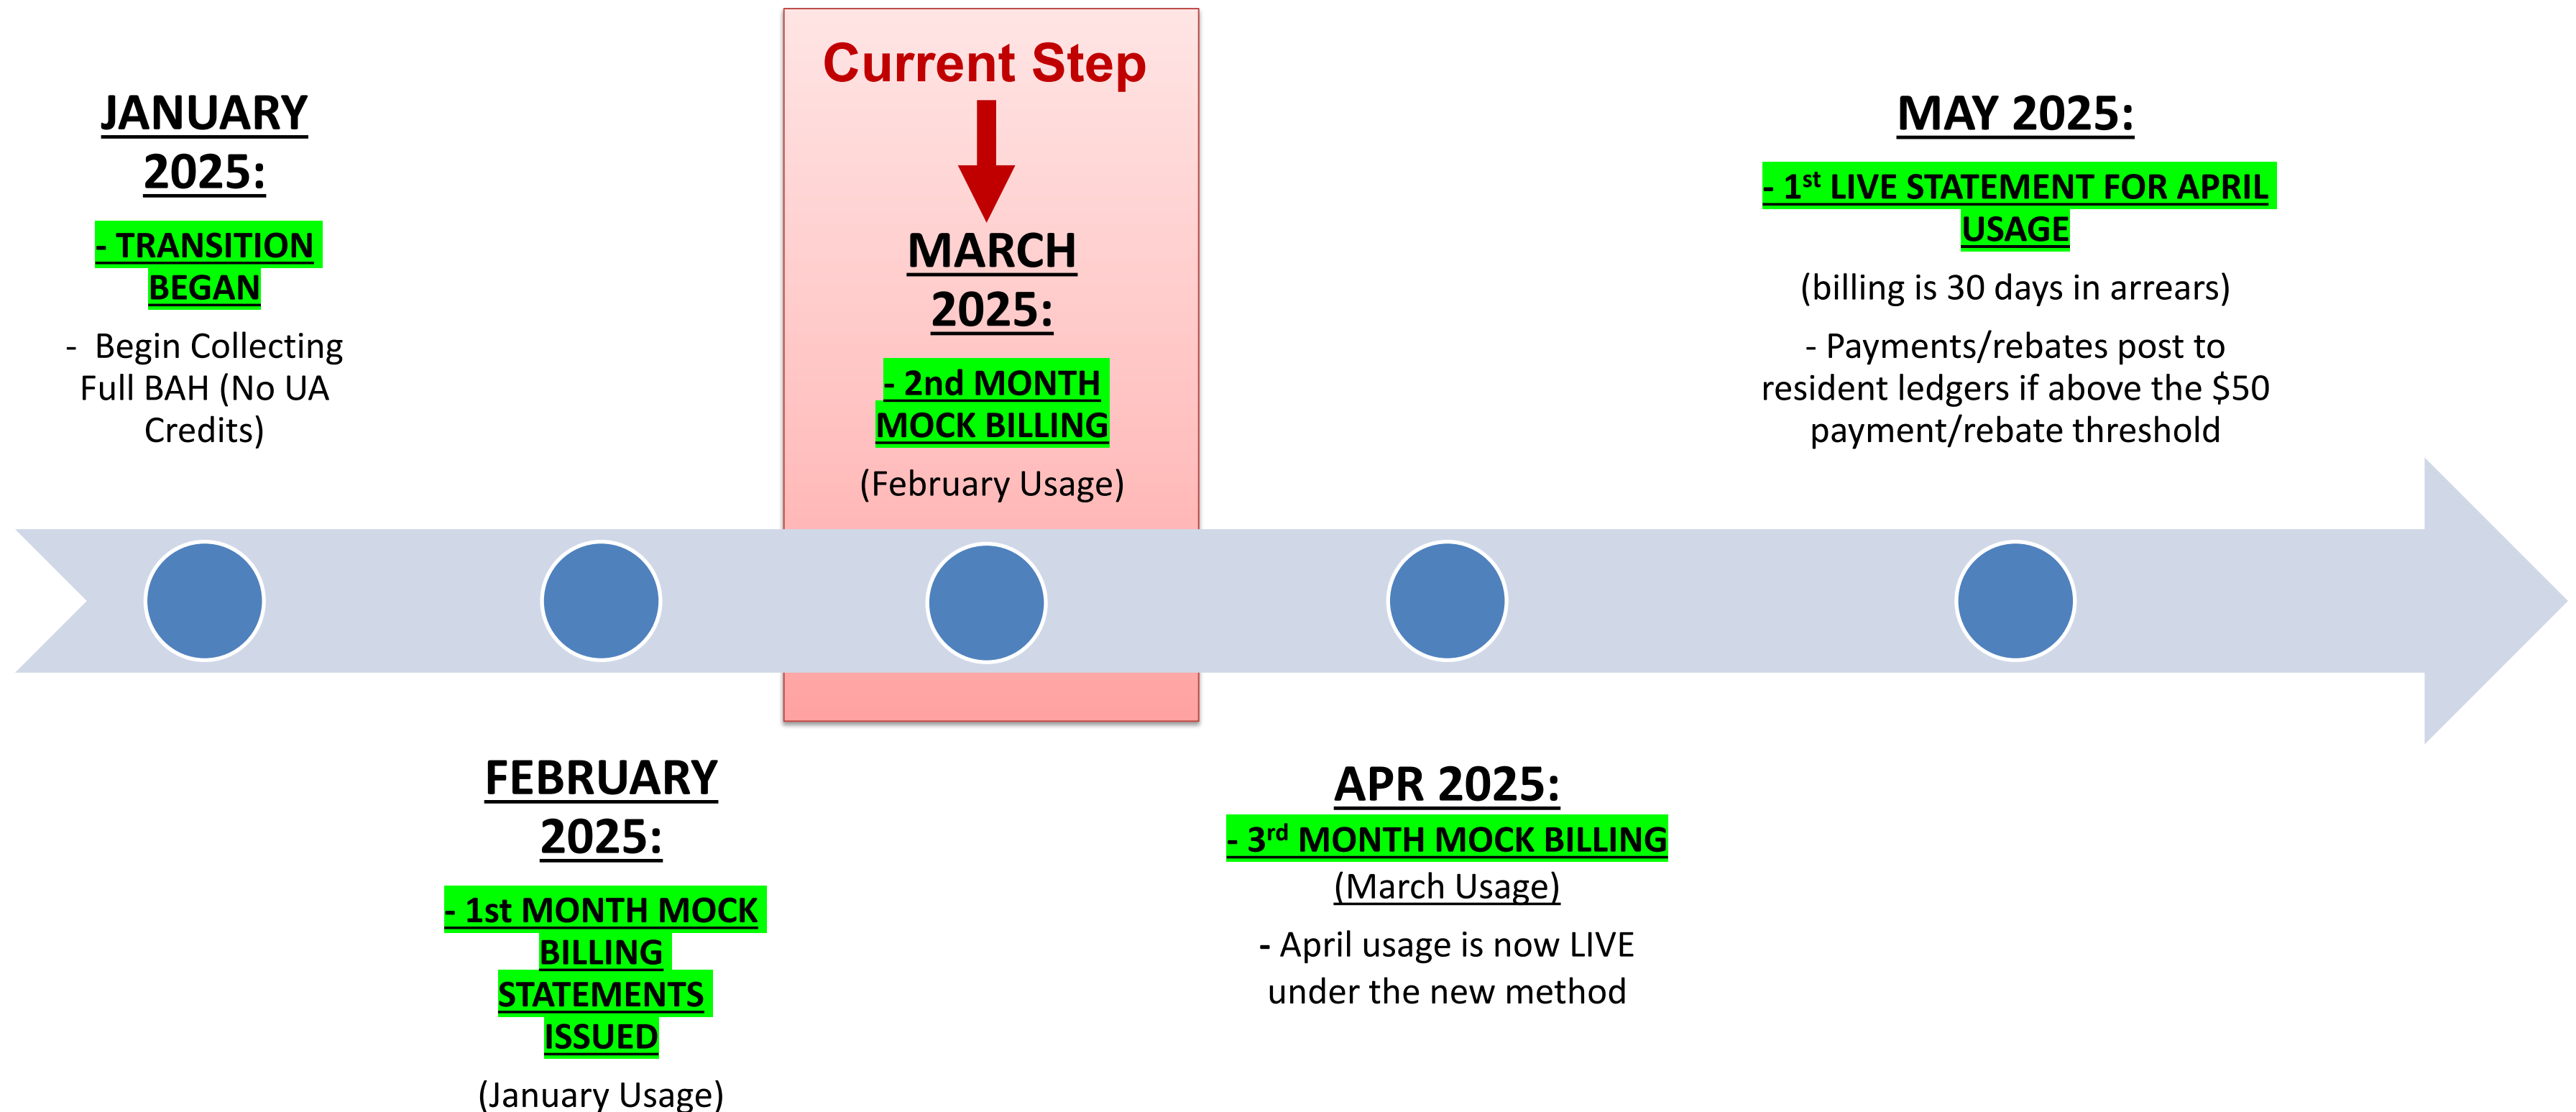 JANUARY
2025:
- TRANSITION
BEGAN
- Begin Collecting
Full BAH (No UA
Credits)
FEBRUARY
2025:
- 1st MONTH MOCK
BILLING
STATEMENTS
ISSUED
(January Usage)
Current Step
MARCH
2025:
- 2nd MONTH
MOCK BILLING
(February Usage)
APR 2025:
- 3rd MONTH MOCK BILLING
(March Usage)
- April usage is now LIVE
under the new method
MAY 2025:
- 1st LIVE STATEMENT FOR APRIL
USAGE
(billing is 30 days in arrears)
- Payments/rebates post to
resident ledgers if above the $50
payment/rebate threshold